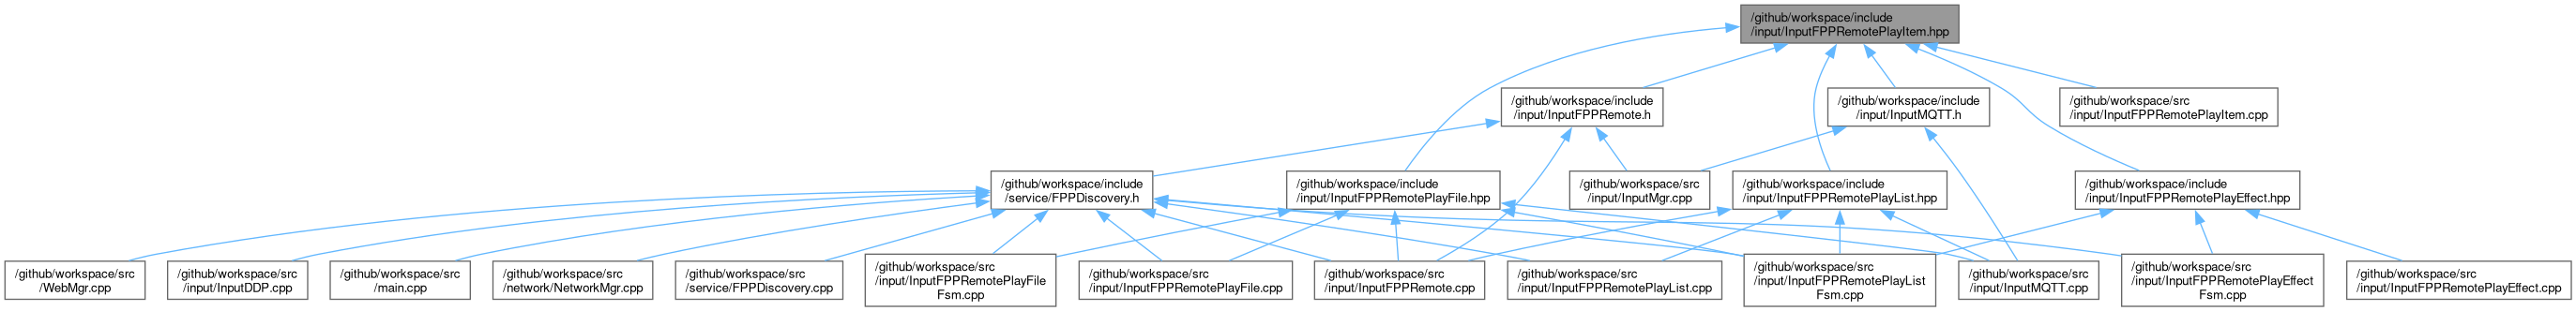 /github/workspace/include
/input/InputFPPRemotePlayItem.hpp
/github/workspace/include
/input/InputFPPRemote.h
/github/workspace/include
/input/InputMQTT.h
/github/workspace/src
/input/InputFPPRemotePlayItem.cpp
/github/workspace/include
/service/FPPDiscovery.h
/github/workspace/include
/input/InputFPPRemotePlayFile.hpp
/github/workspace/src
/input/InputMgr.cpp
/github/workspace/include
/input/InputFPPRemotePlayList.hpp
/github/workspace/include
/input/InputFPPRemotePlayEffect.hpp
/github/workspace/src
/WebMgr.cpp
/github/workspace/src
/input/InputDDP.cpp
/github/workspace/src
/main.cpp
/github/workspace/src
/network/NetworkMgr.cpp
/github/workspace/src
/service/FPPDiscovery.cpp
/github/workspace/src
/input/InputFPPRemotePlayFile
Fsm.cpp
/github/workspace/src
/input/InputFPPRemotePlayFile.cpp
/github/workspace/src
/input/InputFPPRemote.cpp
/github/workspace/src
/input/InputFPPRemotePlayList.cpp
/github/workspace/src
/input/InputFPPRemotePlayList
Fsm.cpp
/github/workspace/src
/input/InputMQTT.cpp
/github/workspace/src
/input/InputFPPRemotePlayEffect
Fsm.cpp
/github/workspace/src
/input/InputFPPRemotePlayEffect.cpp